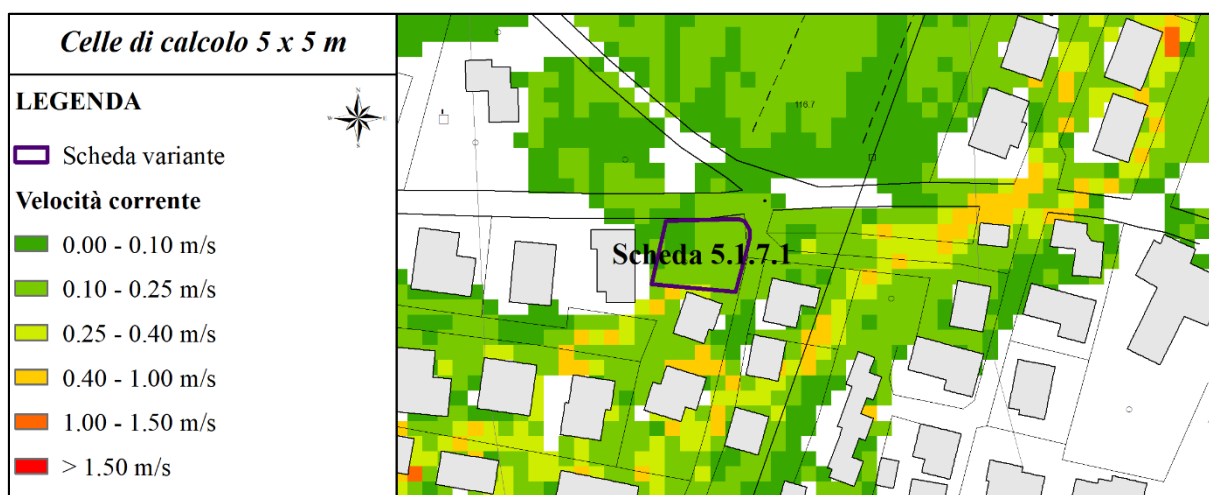 Celle di calcolo 5 x 5 m
LEGENDA
N
W
E
S
Scheda variante
Velocità corrente
0.00 - 0.10 m/s
0.10 - 0.25 m/s
0.25 - 0.40 m/s
0.40 - 1.00 m/s
1.00 - 1.50 m/s
> 1.50 m/s
116.7
Scheda 5.1.7.1